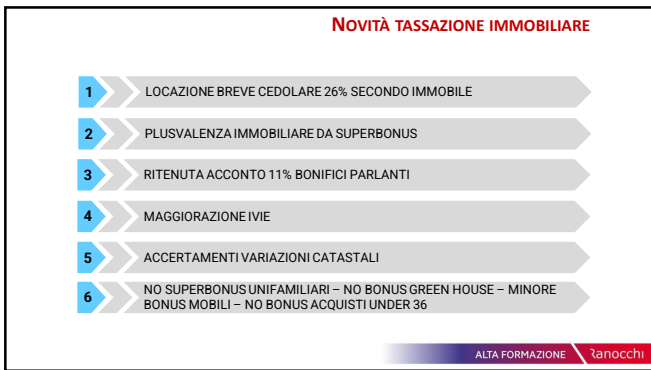 NOVITÀ TASSAZIONE IMMOBILIARE
1 LOCAZIONE BREVE CEDOLARE 26% SECONDO IMMOBILE
2 PLUSVALENZA IMMOBILIARE DA SUPERBONUS
3 RITENUTA ACCONTO 11% BONIFICI PARLANTI
4 MAGGIORAZIONE IVIE
5 ACCERTAMENTI VARIAZIONI CATASTALI
6 NO SUPERBONUS UNIFAMILIARI – NO BONUS GREEN HOUSE – MINORE
BONUS MOBILI – NO BONUS ACQUISTI UNDER 36
ALTA FORMAZIONE Ranocchi